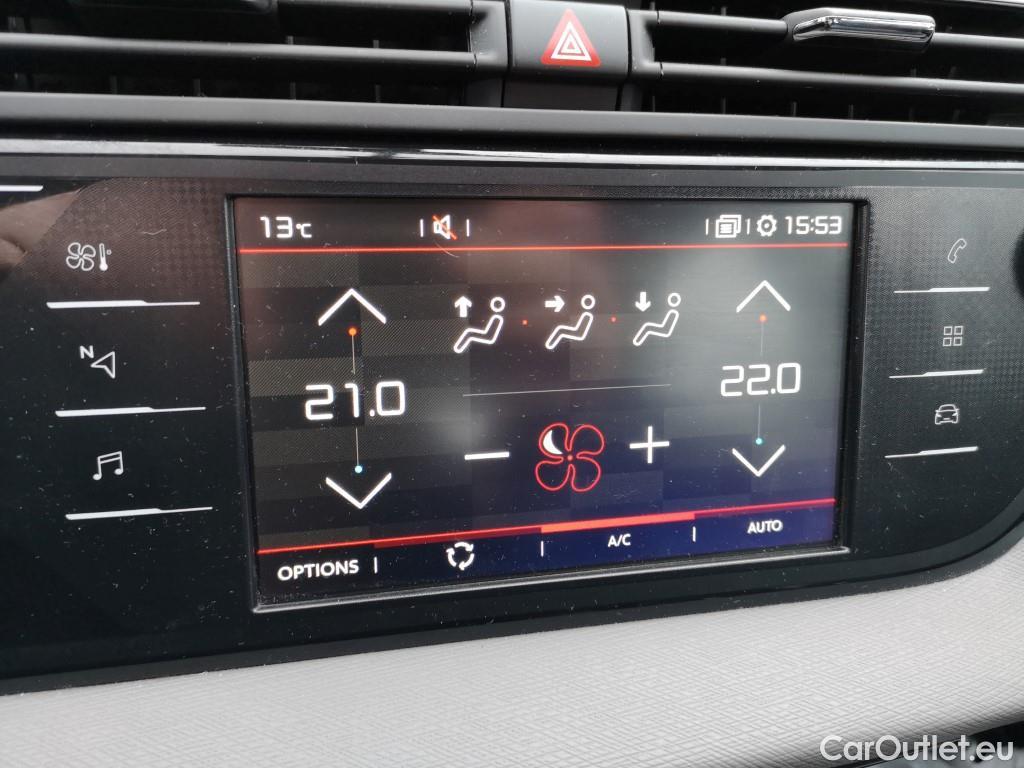 13°C 15:53
N
21.0 22.0
OPTIONS A/C AUTO
CarOutlet.eu